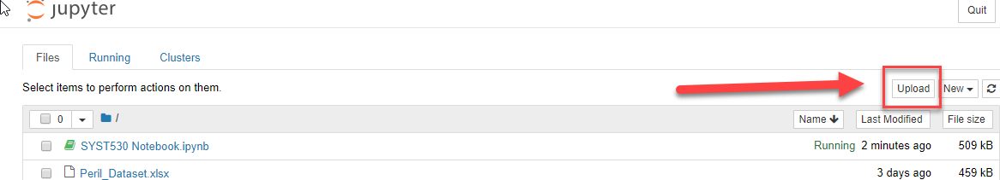 jupyter
Quit
Files Running Clusters
Select items to perform actions on them.
Upload New
0 / Name Last Modified File size
SYST530 Notebook.ipynb Running 2 minutes ago 509 kB
Peril_Dataset.xlsx 3 days ago 459 kB